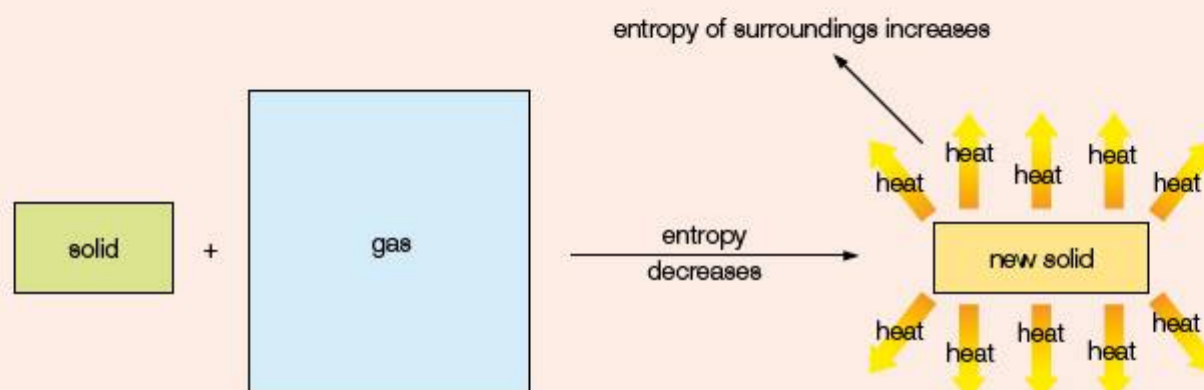 entropy of surroundings increases
heat
heat
heat
heat
heat
solid
+
gas
entropy
decreases
new solid
heat
heat
heat
heat
heat